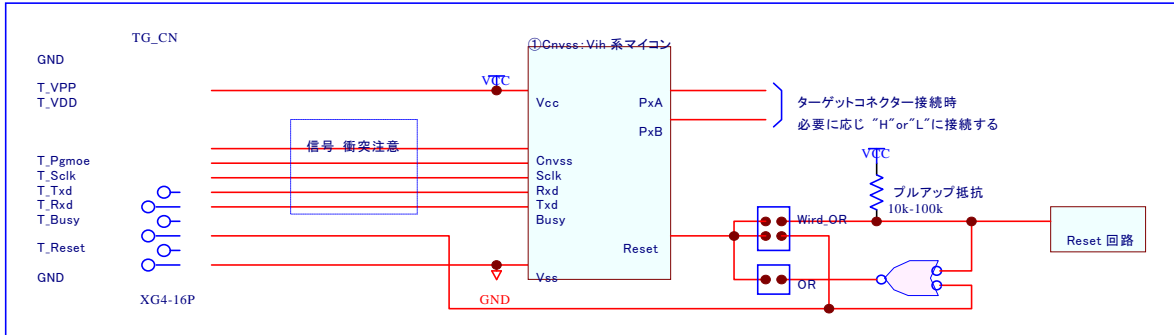 TG_CN
GND
T_VPP
T_VDD
T_Pgmoe
T_Sclk
T_Txd
T_Rxd
T_Busy
T_Reset
GND
XG4-16P
信号 衝突注意
VCC
GND
①Cnvss:Vih 系マイコン
Vcc
Cnvss
Sclk
Rxd
Txd
Busy
Vss
PxA
PxB
Reset
ターゲットコネクター接続時
必要に応じ "H"or"L"に接続する
VCC
プルアップ抵抗
10k-100k
Wird_OR
OR
Reset 回路